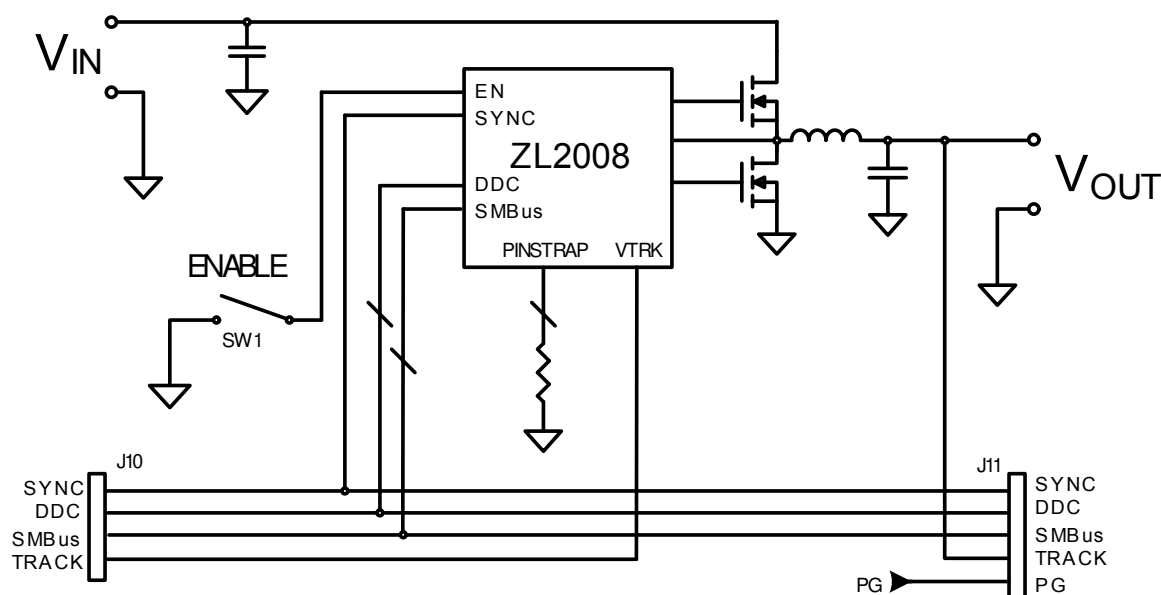 VIN
EN
SYNC
ZL2008
DDC
SMBus
PINSTRAP VTRK
VOUT
ENABLE
SW1
J10
SYNC
DDC
SMBus
TRACK
J11
SYNC
DDC
SMBus
TRACK
PG PG